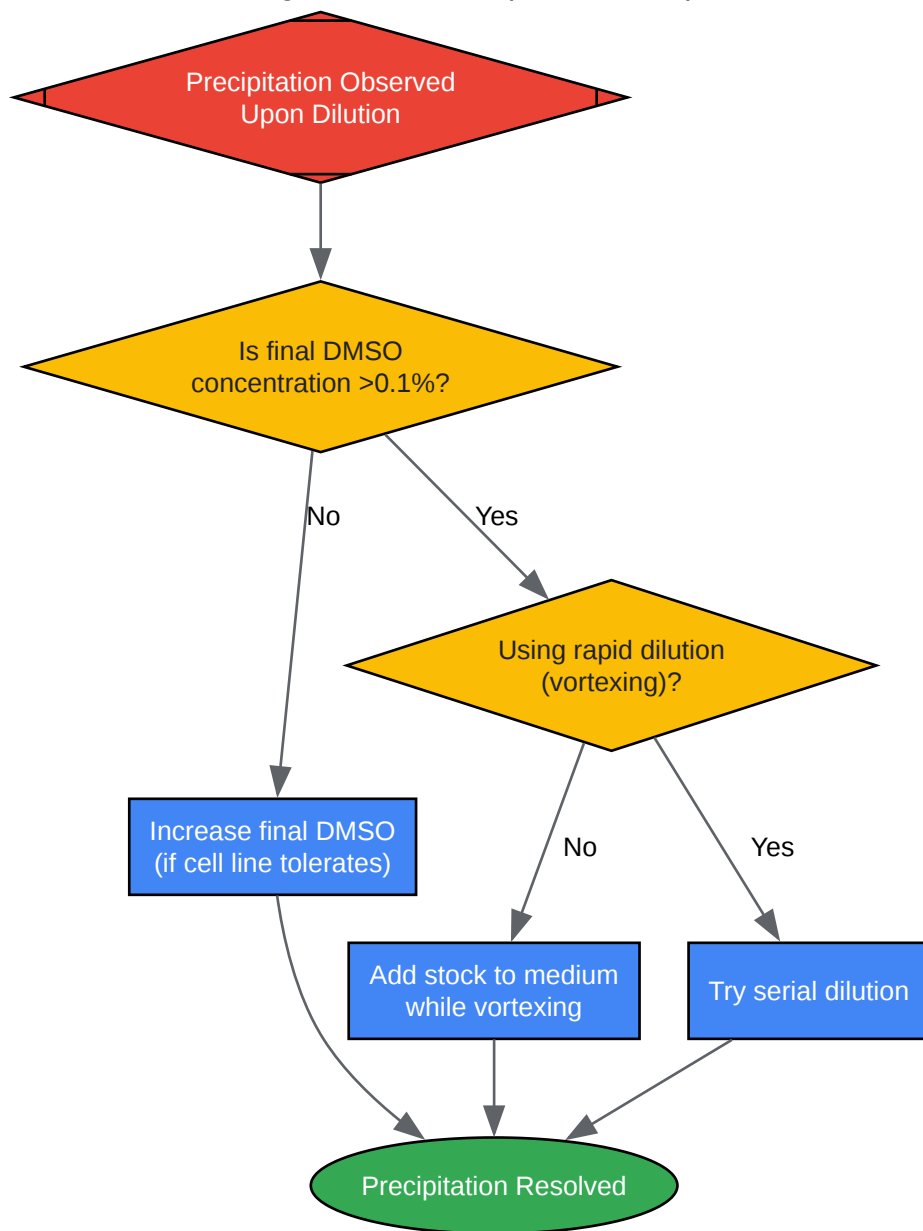 Precipitation Observed
Upon Dilution
Is final DMSO
concentration >0.1%?
No
Yes
Using rapid dilution
(vortexing)?
Increase final DMSO
(if cell line tolerates)
No
Yes
Add stock to medium
while vortexing
Try serial dilution
Precipitation Resolved